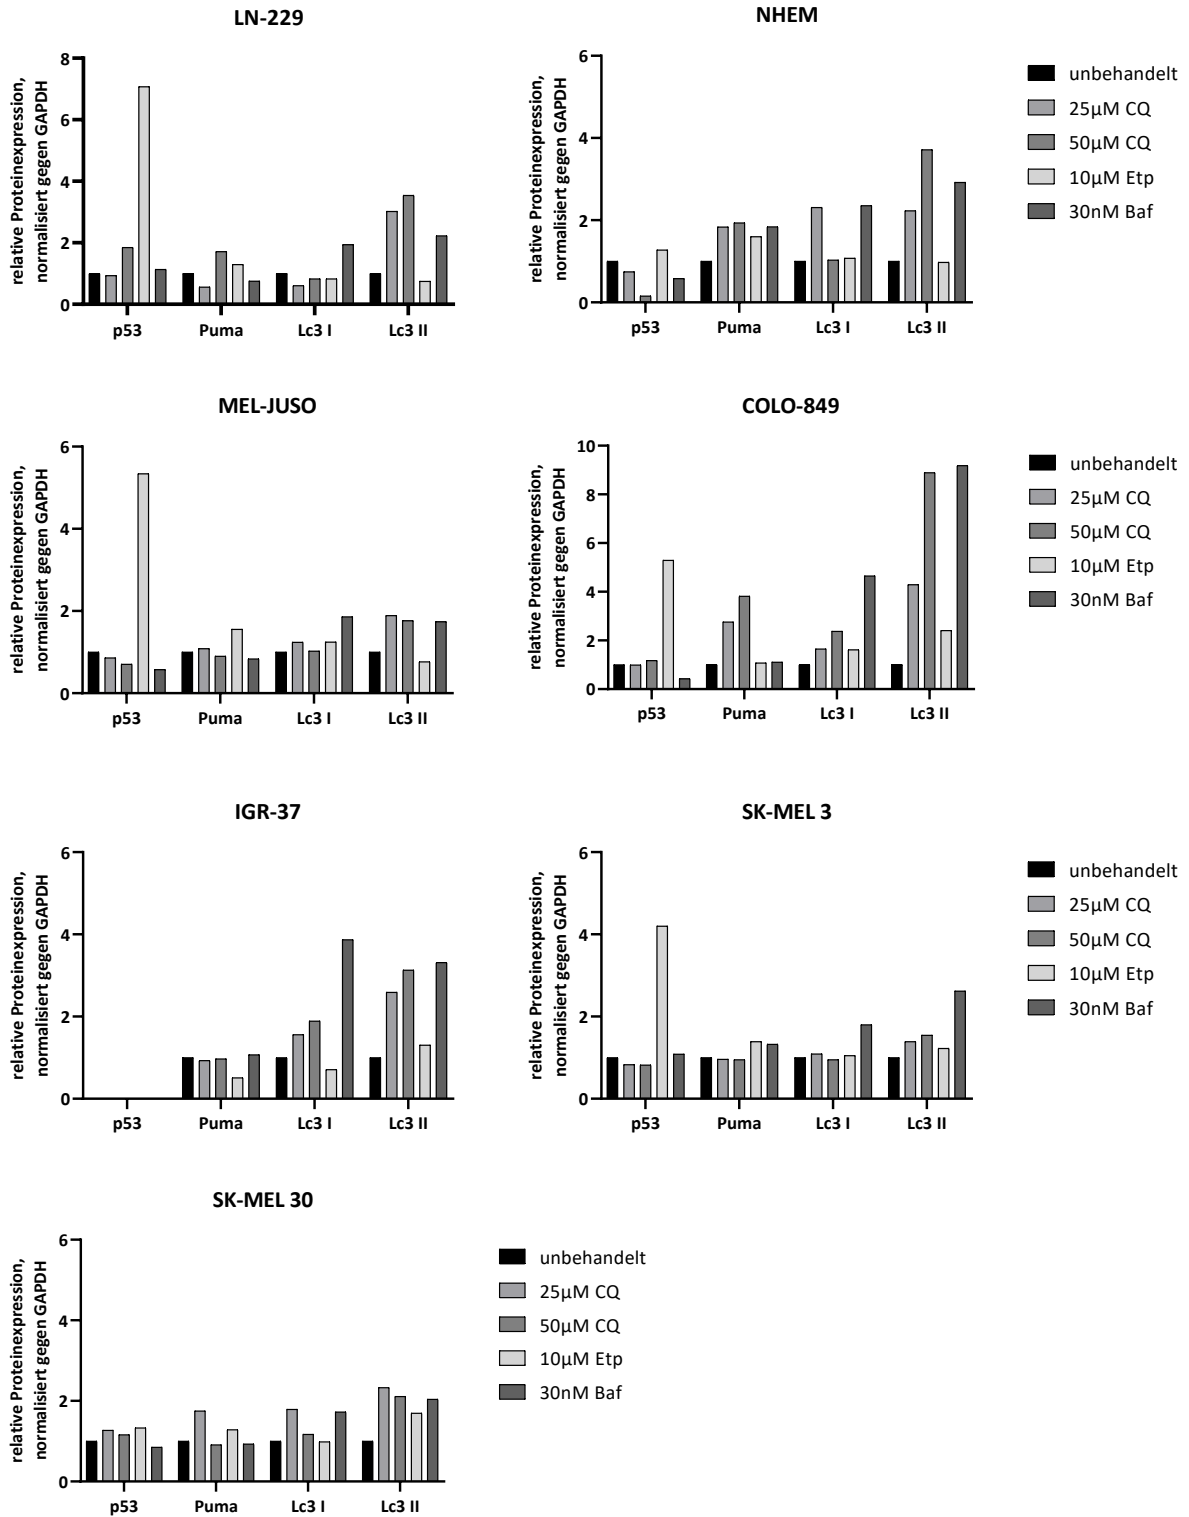 LN-229
relative Proteinexpression,
normalisiert gegen GAPDH
8
6
4
2
0
p53 Puma Lc3 I Lc3 II
NHEM
relative Proteinexpression,
normalisiert gegen GAPDH
6
4
2
0
p53 Puma Lc3 I Lc3 II
unbehandelt
25µM CQ
50µM CQ
10µM Etp
30nM Baf
MEL-JUSO
relative Proteinexpression,
normalisiert gegen GAPDH
6
4
2
0
p53 Puma Lc3 I Lc3 II
COLO-849
relative Proteinexpression,
normalisiert gegen GAPDH
10
8
6
4
2
0
p53 Puma Lc3 I Lc3 II
unbehandelt
25µM CQ
50µM CQ
10µM Etp
30nM Baf
IGR-37
relative Proteinexpression,
normalisiert gegen GAPDH
6
4
2
0
p53 Puma Lc3 I Lc3 II
SK-MEL 3
relative Proteinexpression,
normalisiert gegen GAPDH
6
4
2
0
p53 Puma Lc3 I Lc3 II
unbehandelt
25µM CQ
50µM CQ
10µM Etp
30nM Baf
SK-MEL 30
relative Proteinexpression,
normalisiert gegen GAPDH
6
4
2
0
p53 Puma Lc3 I Lc3 II
unbehandelt
25µM CQ
50µM CQ
10µM Etp
30nM Baf